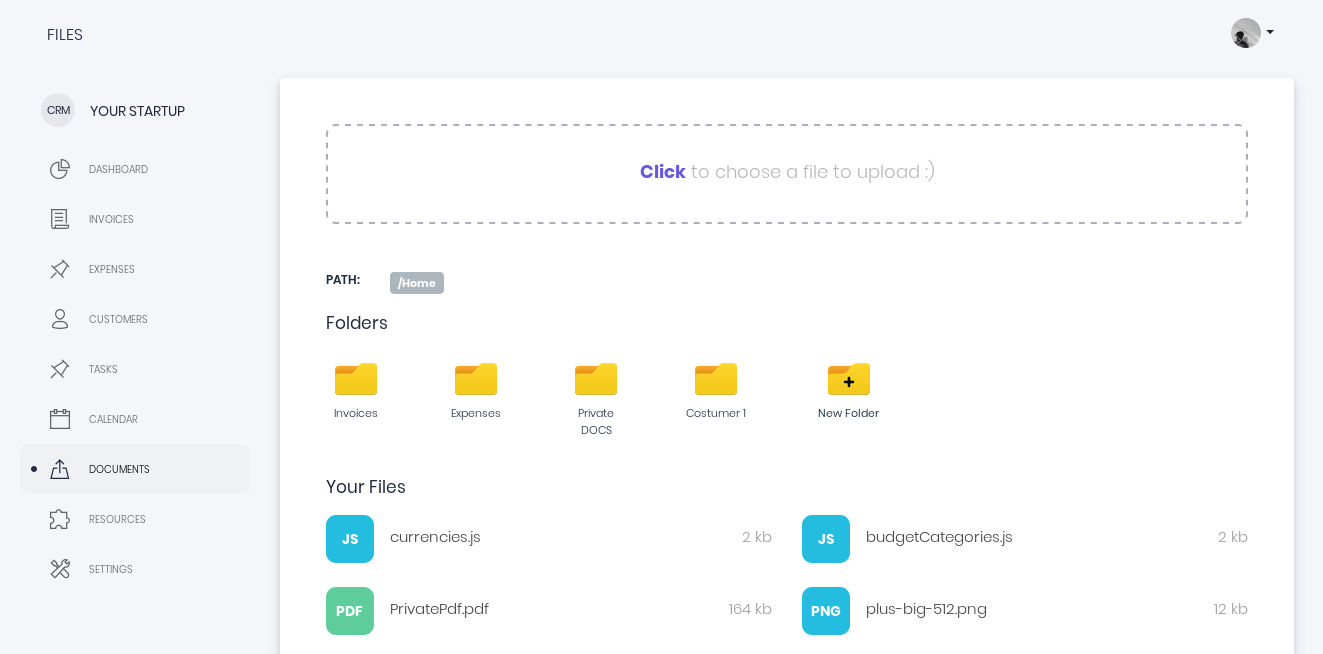 FILES
CRM
YOUR STARTUP
DASHBOARD
INVOICES
EXPENSES
CUSTOMERS
TASKS
CALENDAR
DOCUMENTS
RESOURCES
SETTINGS
Click to choose a file to upload :)
PATH: /Home
Folders
Invoices
Expenses
Private
DOCS
Costumer 1
New Folder
Your Files
JS currencies.js 2 kb
JS budgetCategories.js 2 kb
PDF PrivatePdf.pdf 164 kb
PNG plus-big-512.png 12 kb